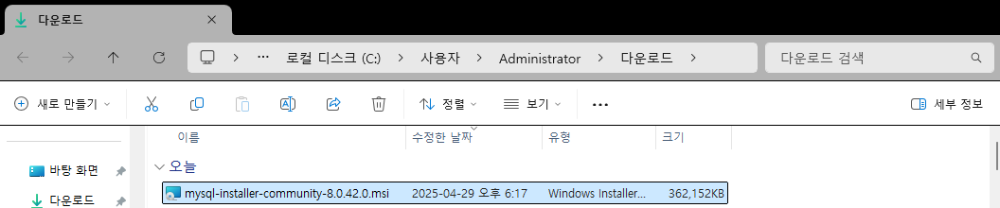 다운로드
로컬 디스크 (C:) 사용자 Administrator 다운로드 다운로드 검색
새로 만들기 정렬 보기 세부 정보
이름 수정한 날짜 유형 크기
오늘
바탕 화면
mysql-installer-community-8.0.42.0.msi 2025-04-29 오후 6:17 Windows Installer... 362,152KB
다운로드